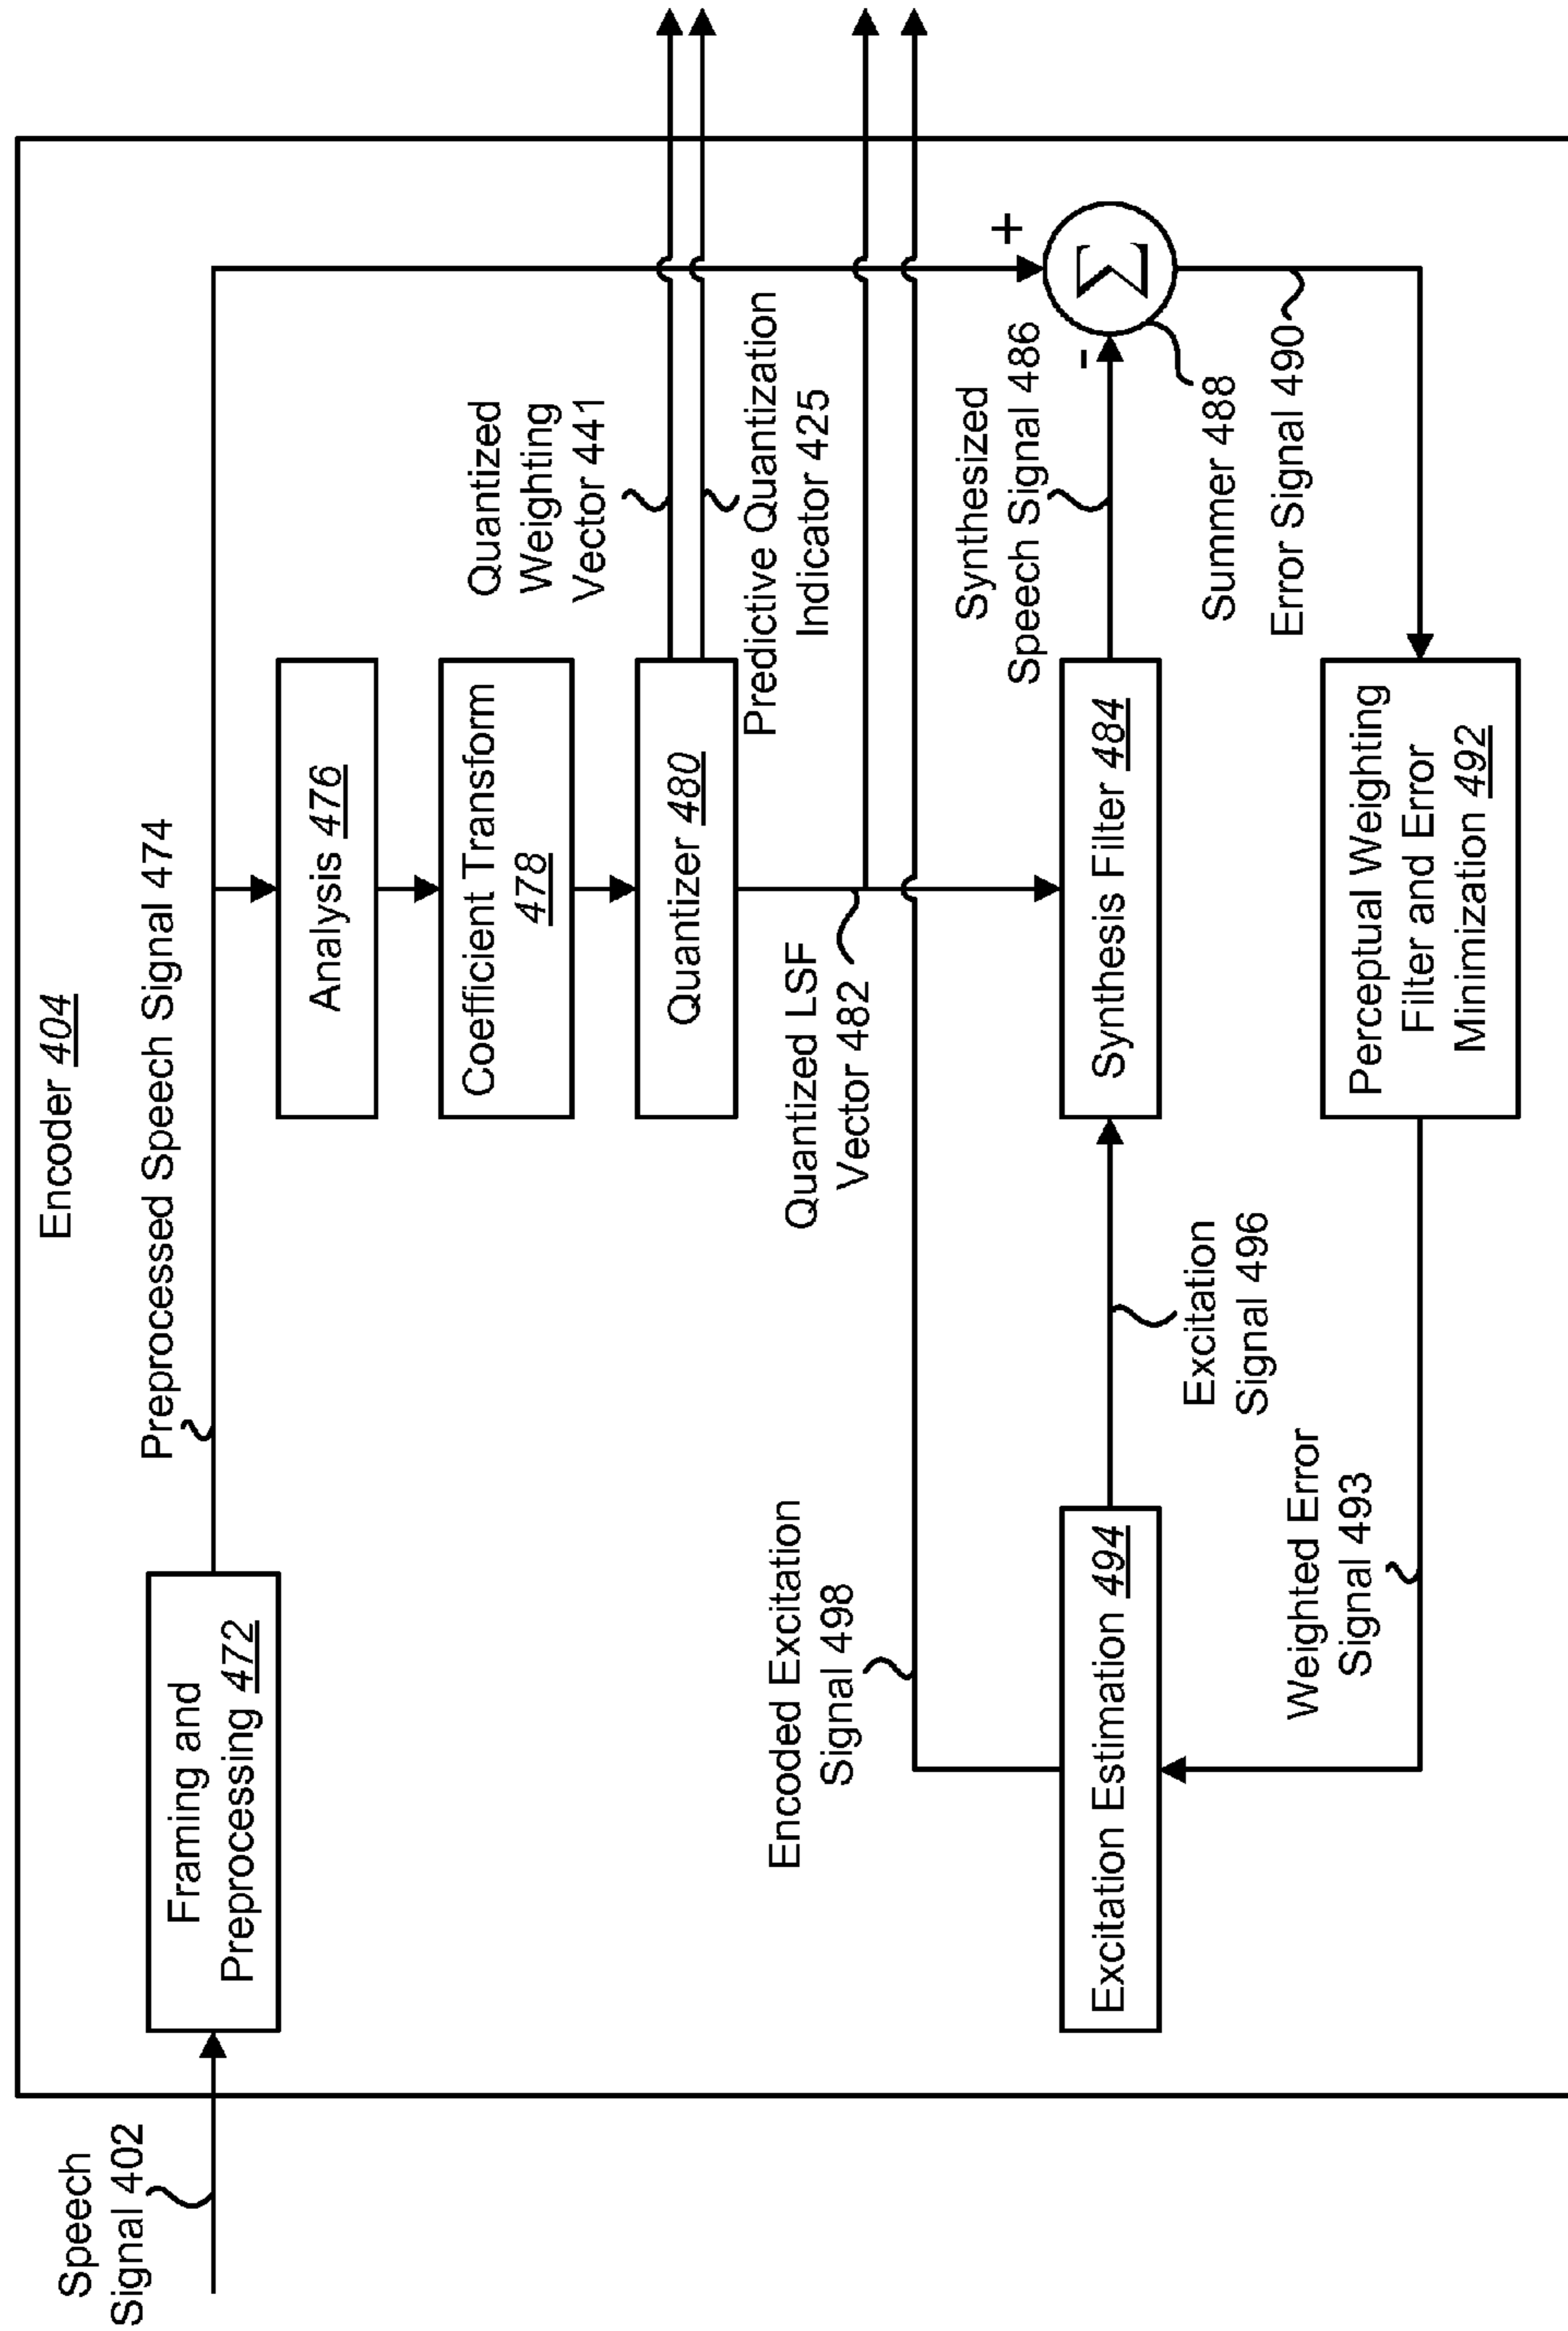 Encoder 404
Speech
Signal 402
Framing and
Preprocessing 472
Preprocessed Speech Signal 474
Analysis 476
Coefficient Transform
478
Quantizer 480
Quantized
Weighting
Vector 441
Predictive Quantization
Indicator 425
Quantized LSF
Vector 482
Encoded Excitation
Signal 498
Excitation Estimation 494
Excitation
Signal 496
Synthesis Filter 484
Synthesized
Speech Signal 486
+
-
Σ
Summer 488
Error Signal 490
Perceptual Weighting
Filter and Error
Minimization 492
Weighted Error
Signal 493